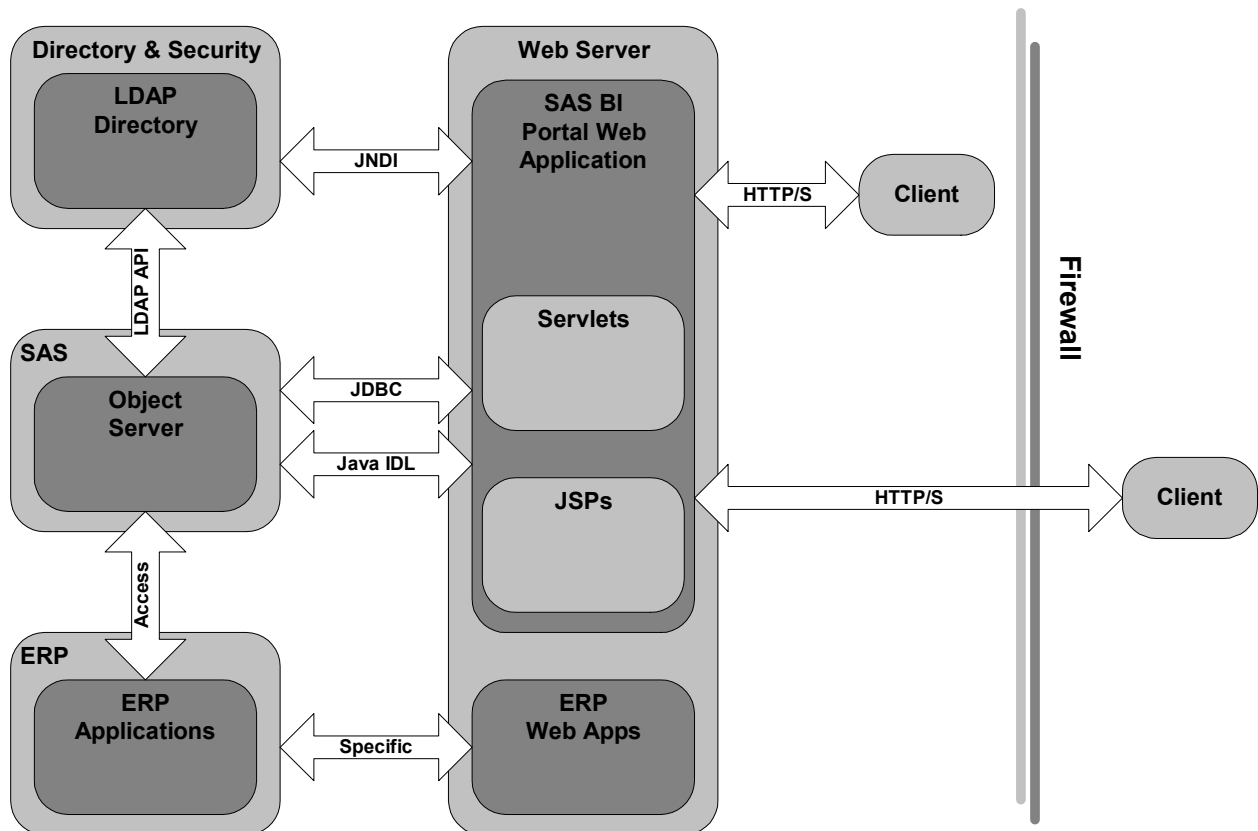 Directory & Security
LDAP
Directory
Web Server
SAS BI
Portal Web
Application
JNDI
HTTP/S
Client
LDAP API
Firewall
Servlets
SAS
Object
Server
JDBC
Java IDL
JSPs
HTTP/S
Client
Access
ERP
ERP
Applications
Specific
ERP
Web Apps